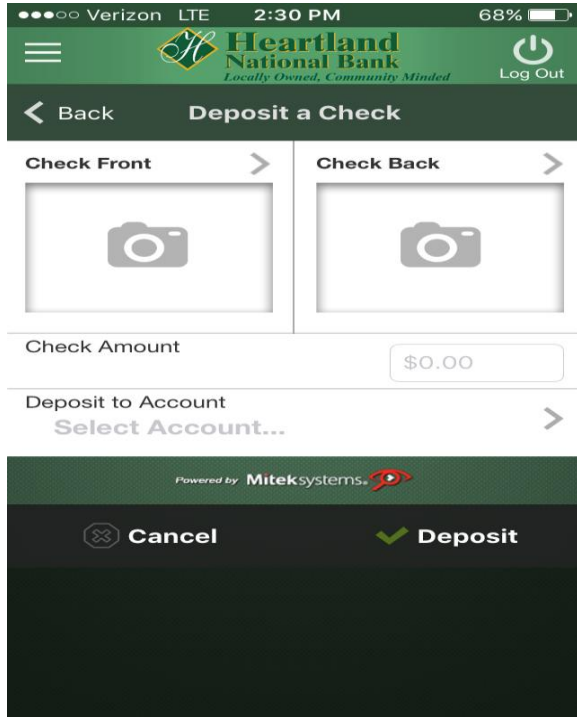 Verizon LTE 2:30 PM 68%
H Heartland
National Bank
Locally Owned, Community Minded
Log Out
Back Deposit a Check
Check Front Check Back
Check Amount
$0.00
Deposit to Account
Select Account...
Powered by Miteksystems.
Cancel Deposit